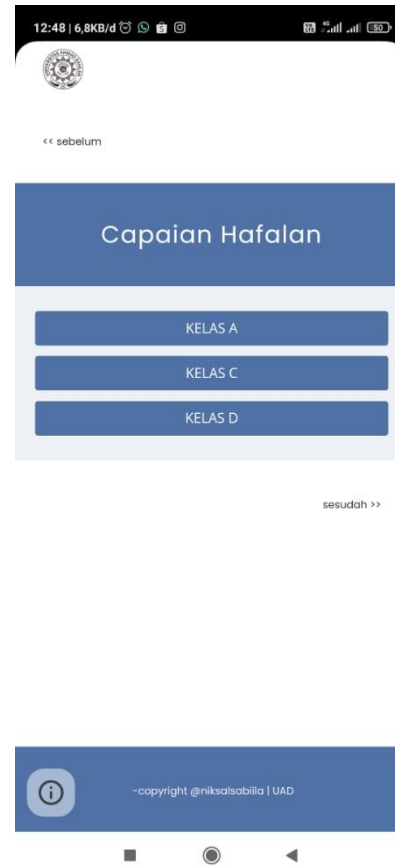 12:48 | 6,8KB/d
50
<< sebelum
Capaian Hafalan
KELAS A
KELAS C
KELAS D
sesudah >>
-copyright @niksalsabiila | UAD